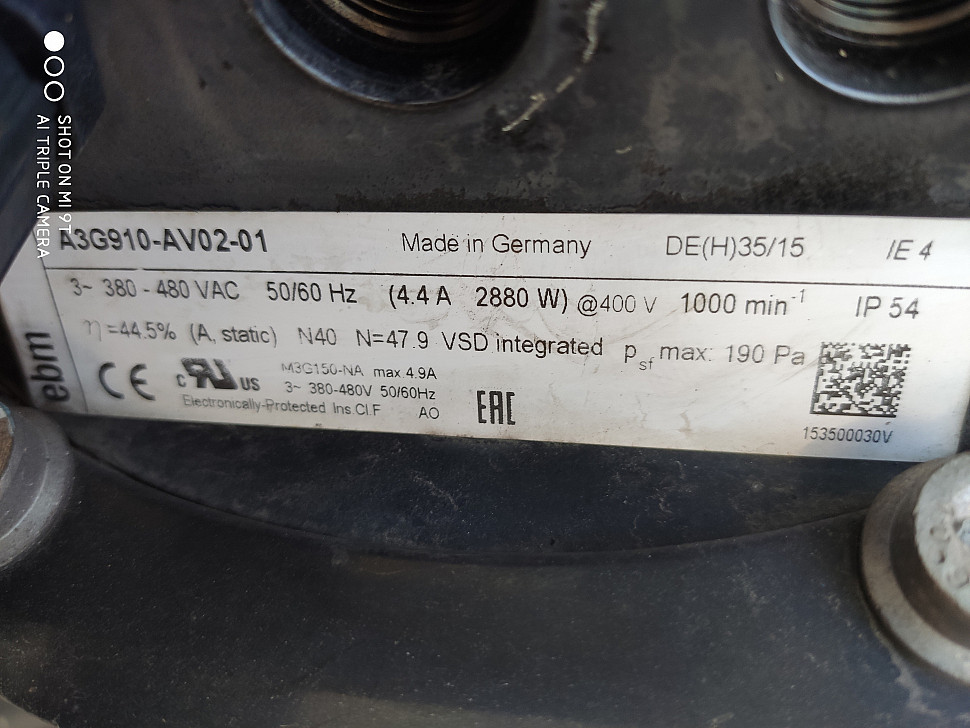 A3G910-AV02-01 Made in Germany DE(H)35/15 IE 4
3~ 380 - 480 VAC 50/60 Hz (4.4 A 2880 W) @400 V 1000 min-1 IP 54
η=44.5% (A, static) N40 N=47.9 VSD integrated psf max: 190 Pa
M3G150-NA max 4.9A
3~ 380-480V 50/60Hz
Electronically-Protected Ins.Cl.F AO
CE
c RU US
EAC
153500030V
ebm
SHOT ON MI 9T
AI TRIPLE CAMERA